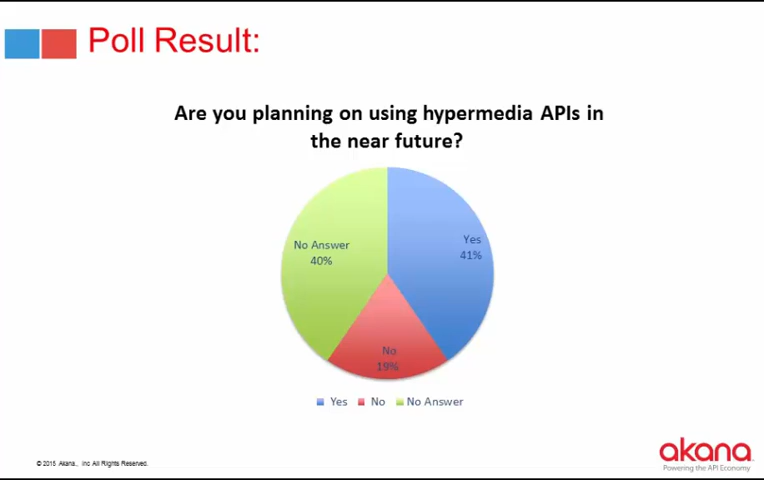 Poll Result:
Are you planning on using hypermedia APIs in
the near future?
No Answer
40%
Yes
41%
No
19%
Yes No No Answer
© 2015 Akana, Inc All Rights Reserved.
akana
Powering the API Economy